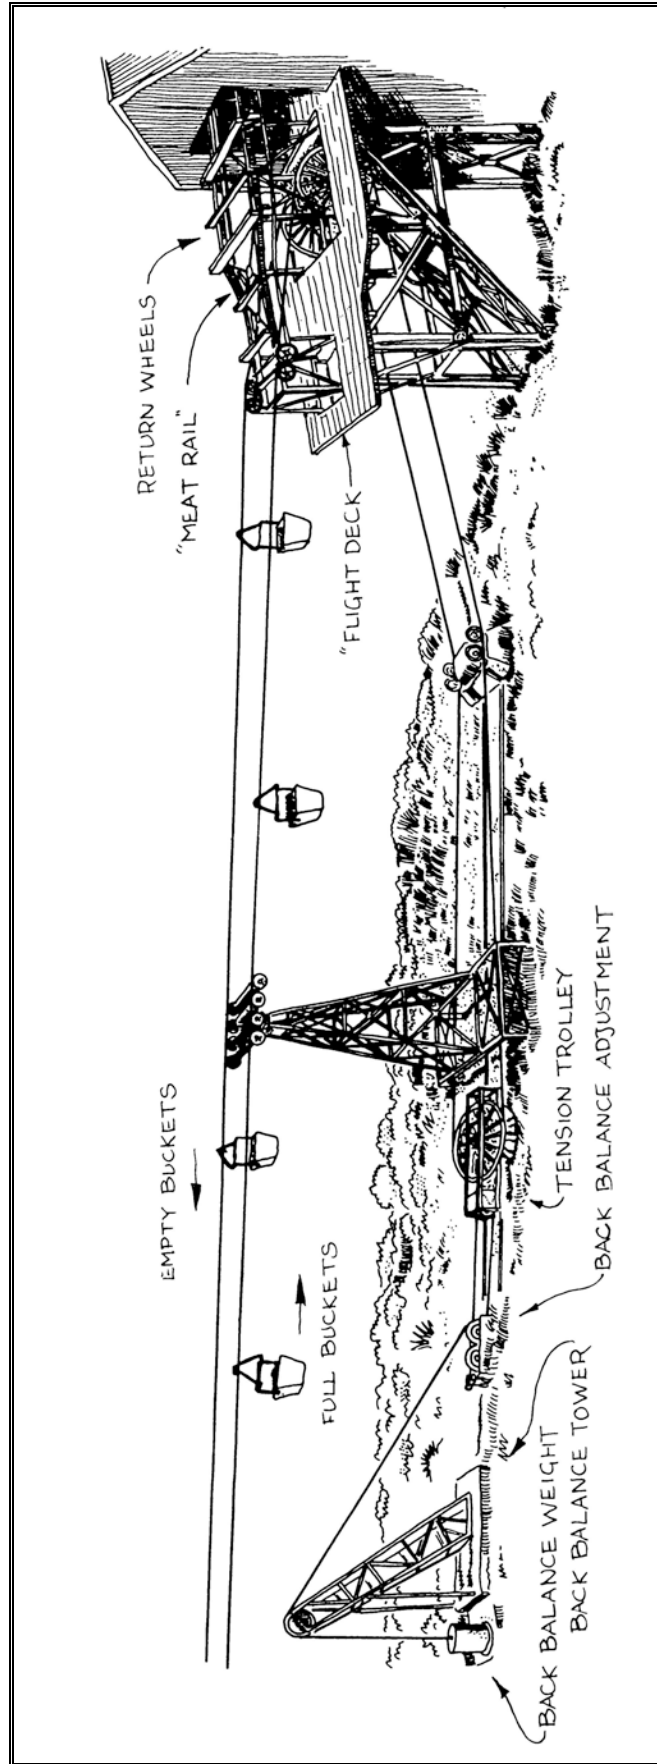 RETURN WHEELS
"MEAT RAIL"
"FLIGHT DECK
EMPTY BUCKETS
FULL BUCKETS
TENSION TROLLEY
BACK BALANCE ADJUSTMENT
BACK BALANCE WEIGHT
BACK BALANCE TOWER